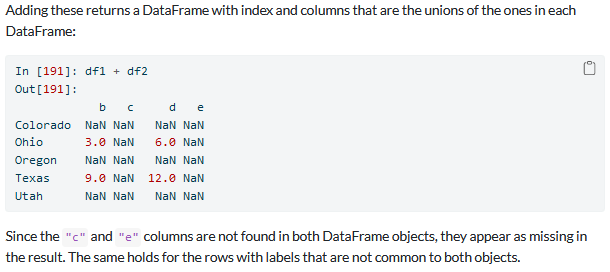 Adding these returns a DataFrame with index and columns that are the unions of the ones in each
DataFrame:
In [191]: df1 + df2
Out[191]:
            b   c     d   e
Colorado  NaN NaN   NaN NaN
Ohio      3.0 NaN   6.0 NaN
Oregon    NaN NaN   NaN NaN
Texas     9.0 NaN  12.0 NaN
Utah      NaN NaN   NaN NaN
Since the "c" and "e" columns are not found in both DataFrame objects, they appear as missing in
the result. The same holds for the rows with labels that are not common to both objects.